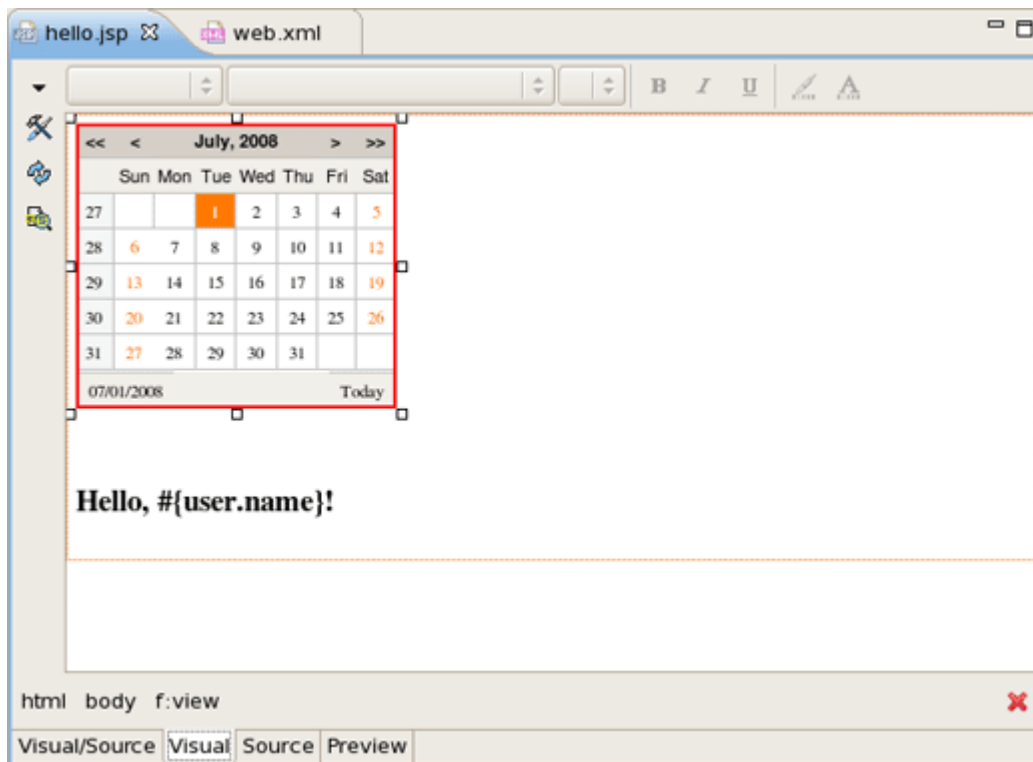 hello.jsp web.xml
B I U A
<< < July, 2008 > >>
Sun Mon Tue Wed Thu Fri Sat
27 1 2 3 4 5
28 6 7 8 9 10 11 12
29 13 14 15 16 17 18 19
30 20 21 22 23 24 25 26
31 27 28 29 30 31
07/01/2008 Today
Hello, #{user.name}!
html body f:view
Visual/Source Visual Source Preview